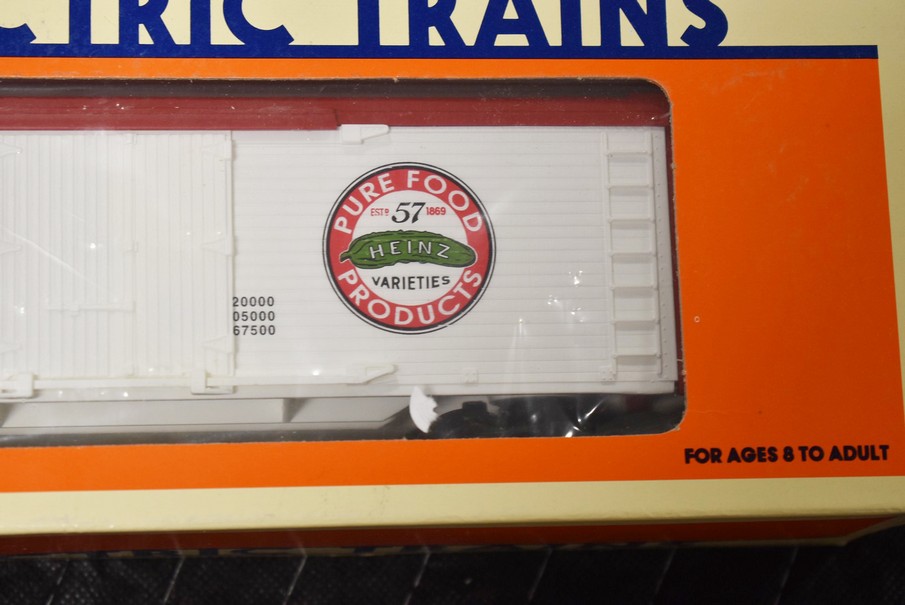 CTRIC TRAINS
PURE FOOD
ESTD 57 1869
HEINZ
VARIETIES
PRODUCTS
20000
05000
67500
FOR AGES 8 TO ADULT